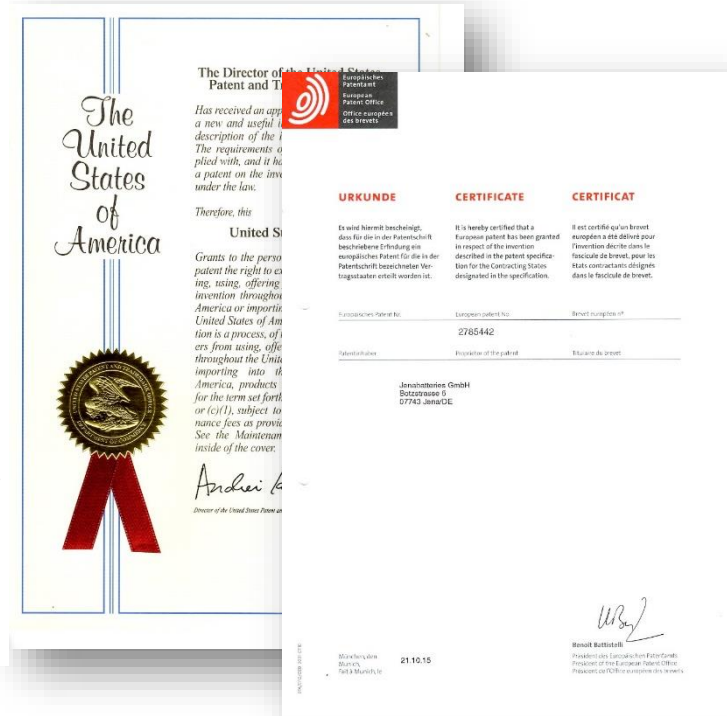 The
United
States
of
America
The Director of the United States
Patent and Tr
Has received an app
a new and useful i
description of the i
The requirements o
plied with, and it ha
a patent on the inve
under the law.
Therefore, this
United St
Grants to the perso
patent the right to ex
ing, using, offering
invention throughou
America or importin
United States of Am
tion is a process, of
ers from using, offe
throughout the Unite
importing into th
America, products
for the term set forth
or (c)(1), subject to
nance fees as provid
See the Maintenan
inside of the cover.
Director of the United States Patent an
Europäisches
Patentamt
European
Patent Office
Office européen
des brevets
URKUNDE
Es wird hiermit bescheinigt,
dass für die in der Patentschrift
beschriebene Erfindung ein
europäisches Patent für die in der
Patentschrift bezeichneten Ver-
tragsstaaten erteilt worden ist.
CERTIFICATE
It is hereby certified that a
European patent has been granted
in respect of the invention
described in the patent specifica-
tion for the Contracting States
designated in the specification.
CERTIFICAT
Il est certifié qu'un brevet
européen a été délivré pour
l'invention décrite dans le
fascicule de brevet, pour les
Etats contractants désignés
dans le fascicule de brevet.
Europäisches Patent Nr.
European patent No.
Brevet européen n°
2785442
Patentinhaber
Proprietor of the patent
Titulaire du brevet
Jenabatteries GmbH
Botzstrasse 5
07743 Jena/DE
Benoît Battistelli
Präsident des Europäischen Patentamts
President of the European Patent Office
Président de l'Office européen des brevets
München, den
Munich,
Fait à Munich, le
21.10.15